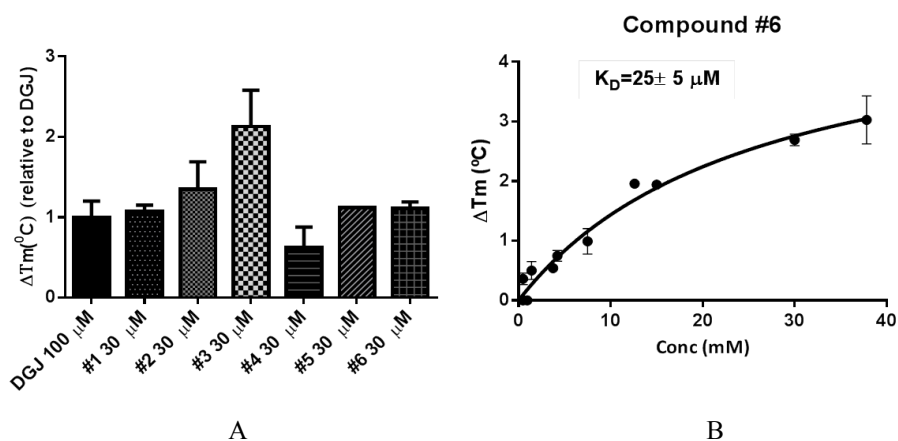 3
2
1
0
ΔTm(⁰C) (relative to DGJ)
DGJ 100 μM
#1 30 μM
#2 30 μM
#3 30 μM
#4 30 μM
#5 30 μM
#6 30 μM
A
Compound #6
K_D=25± 5 μM
4
3
2
1
0
ΔTm (ºC)
0 10 20 30 40
Conc (mM)
B